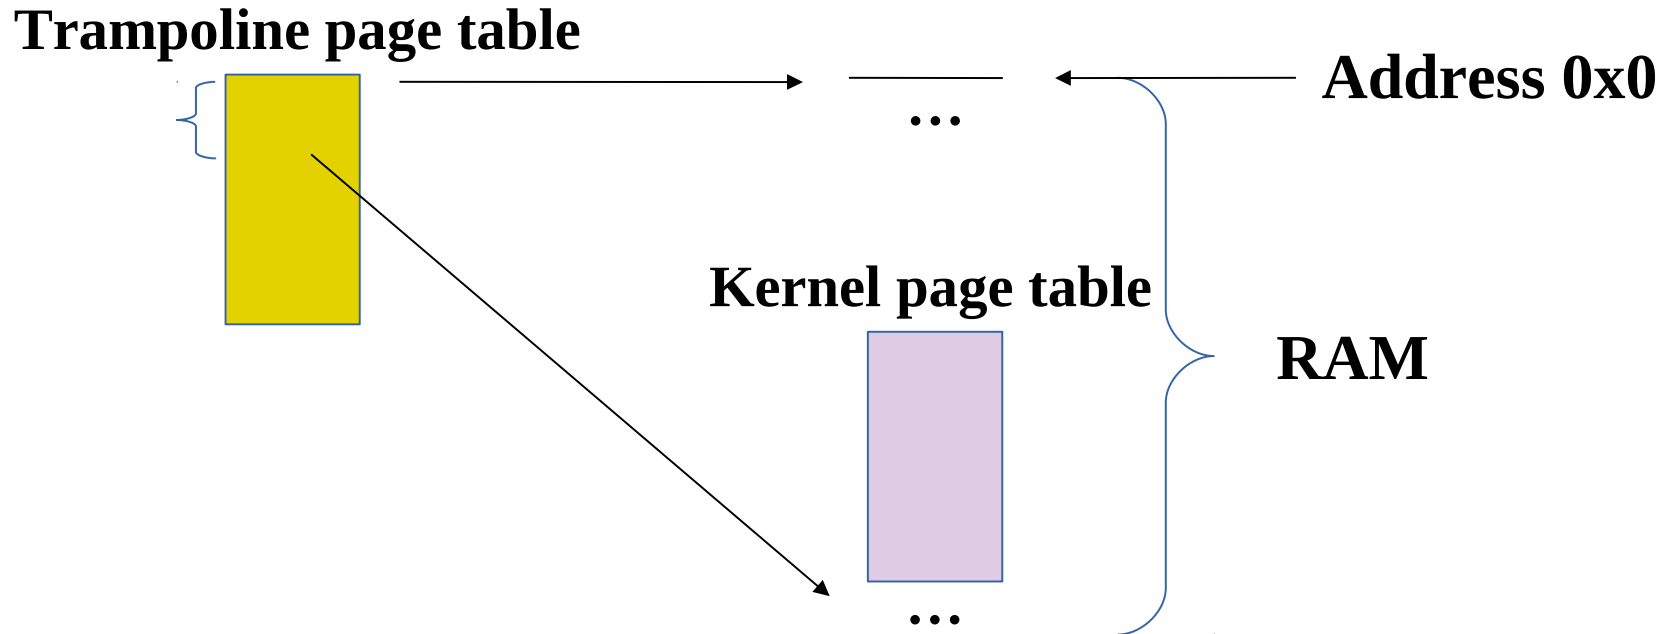 Trampoline page table
Address 0x0
...
Kernel page table
RAM
...